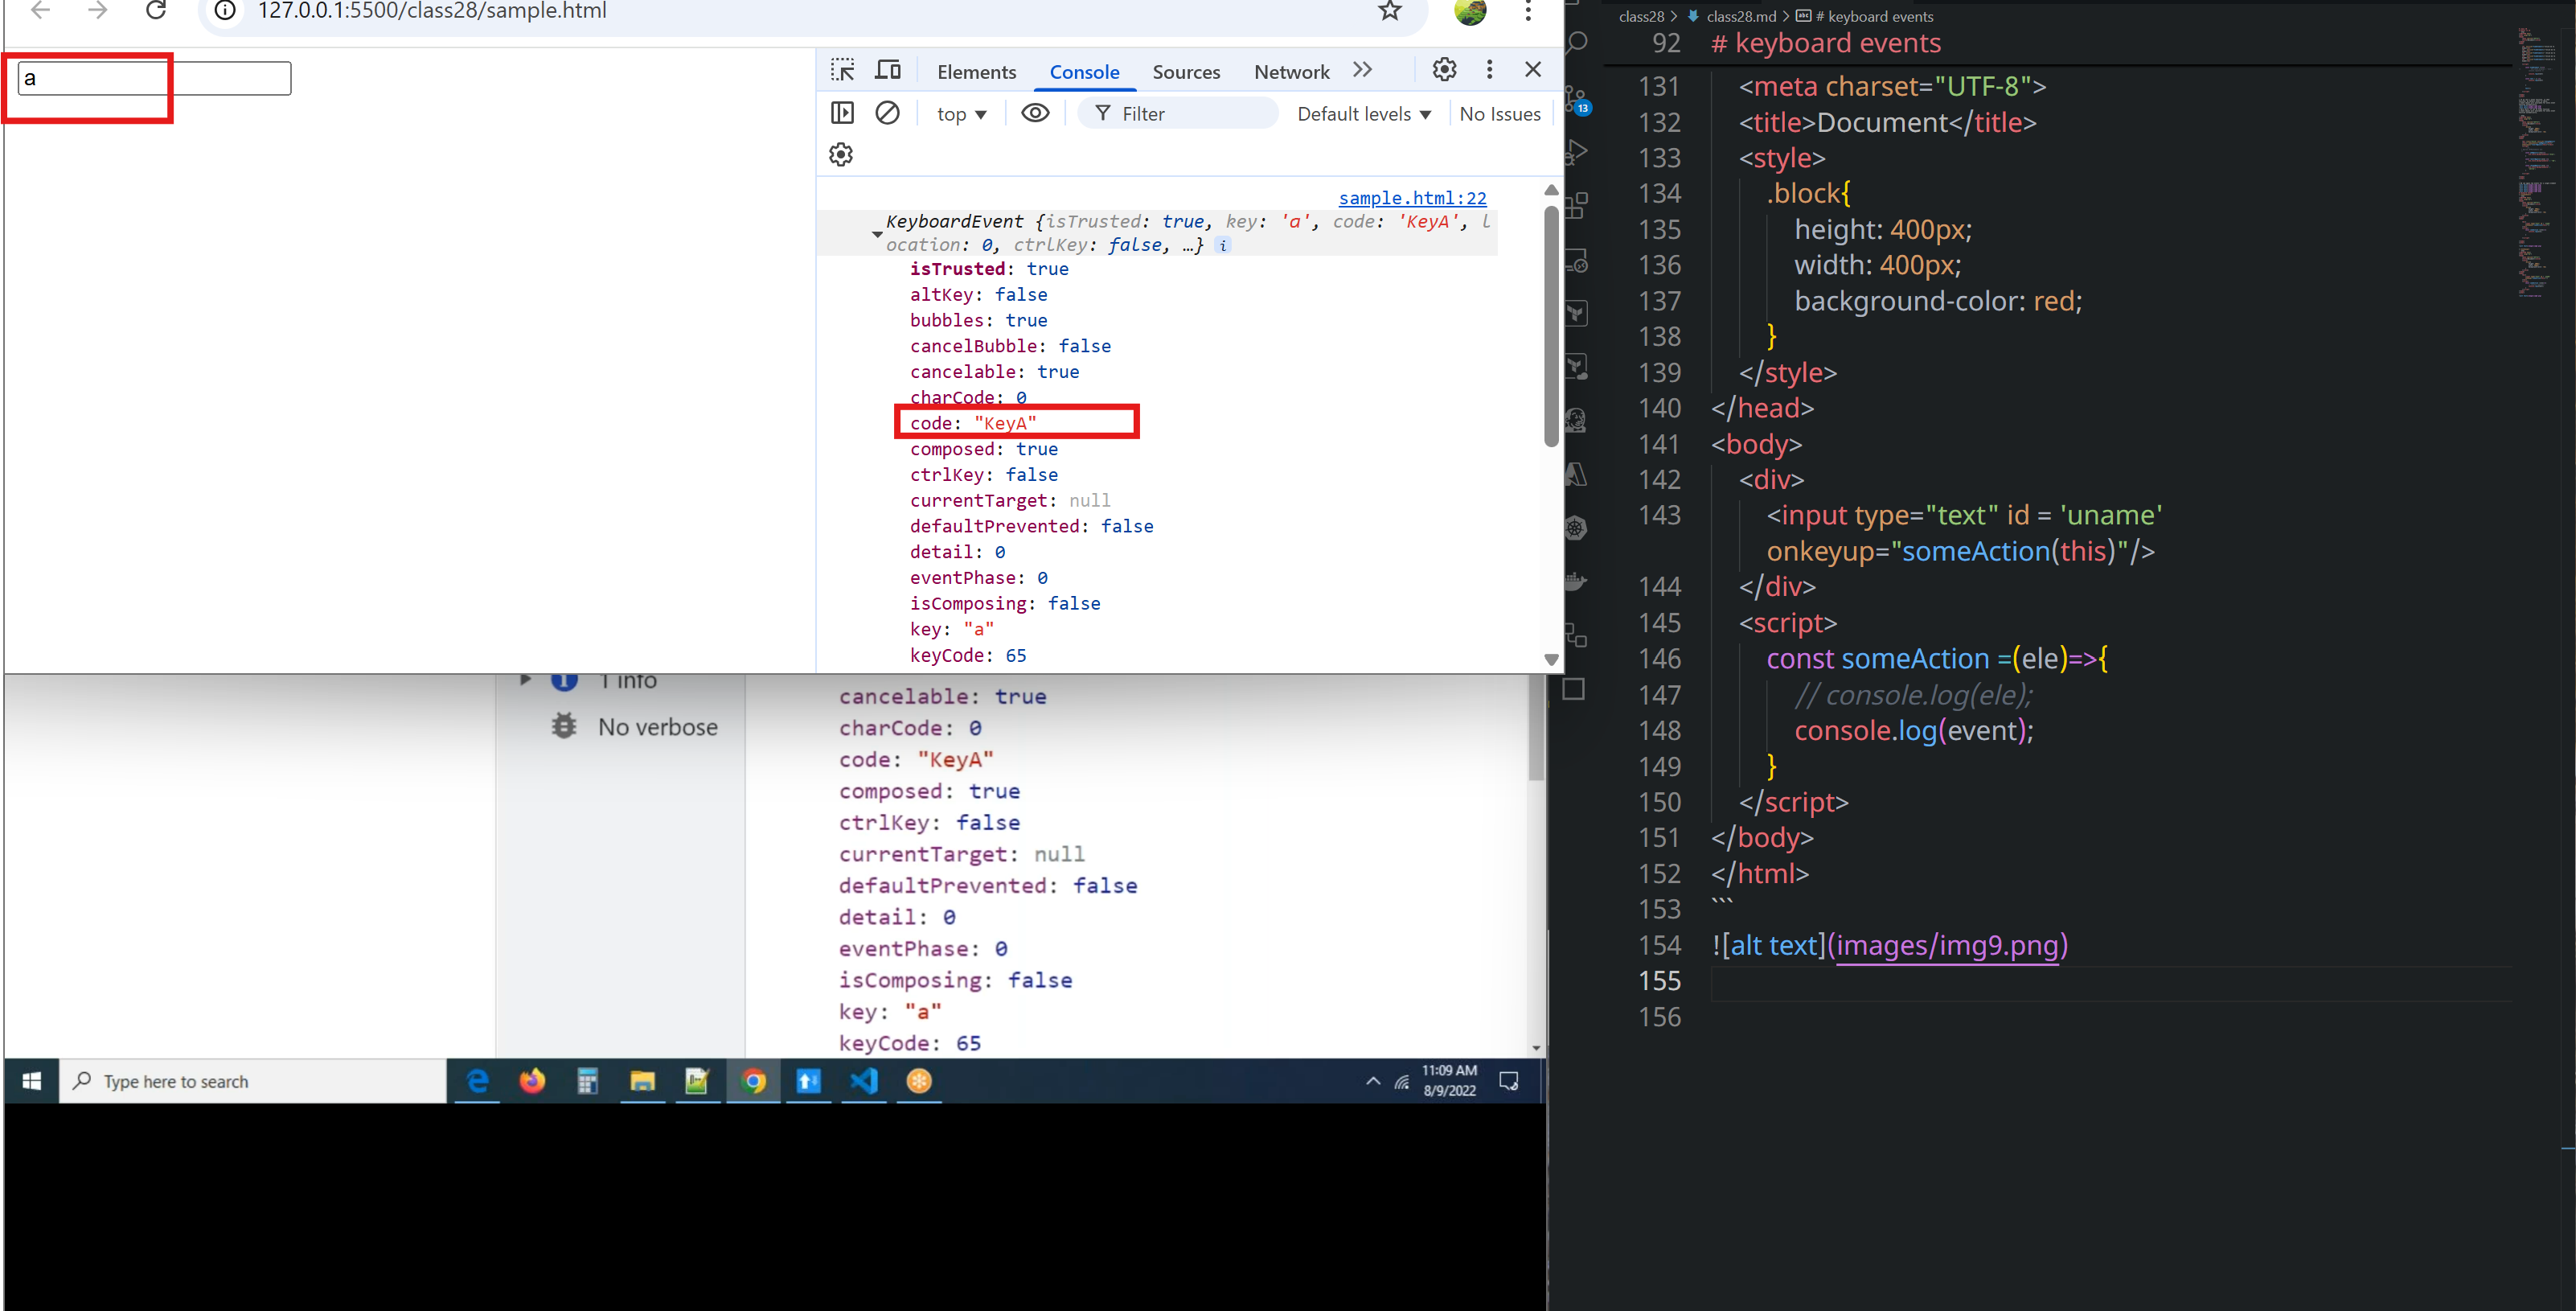 127.0.0.1:5500/class28/sample.html
a
Elements Console Sources Network
top Filter Default levels No Issues
sample.html:22
KeyboardEvent {isTrusted: true, key: 'a', code: 'KeyA', l
ocation: 0, ctrlKey: false, …} i
isTrusted: true
altKey: false
bubbles: true
cancelBubble: false
cancelable: true
charCode: 0
code: "KeyA"
composed: true
ctrlKey: false
currentTarget: null
defaultPrevented: false
detail: 0
eventPhase: 0
isComposing: false
key: "a"
keyCode: 65
1 info
No verbose
cancelable: true
charCode: 0
code: "KeyA"
composed: true
ctrlKey: false
currentTarget: null
defaultPrevented: false
detail: 0
eventPhase: 0
isComposing: false
key: "a"
keyCode: 65
Type here to search
11:09 AM
8/9/2022
class28 > class28.md > abc # keyboard events
13
92 # keyboard events
131 <meta charset="UTF-8">
132 <title>Document</title>
133 <style>
134 .block{
135 height: 400px;
136 width: 400px;
137 background-color: red;
138 }
139 </style>
140 </head>
141 <body>
142 <div>
143 <input type="text" id = 'uname'
onkeyup="someAction(this)"/>
144 </div>
145 <script>
146 const someAction =(ele)=>{
147 // console.log(ele);
148 console.log(event);
149 }
150 </script>
151 </body>
152 </html>
153 ```
154 ![alt text](images/img9.png)
155
156